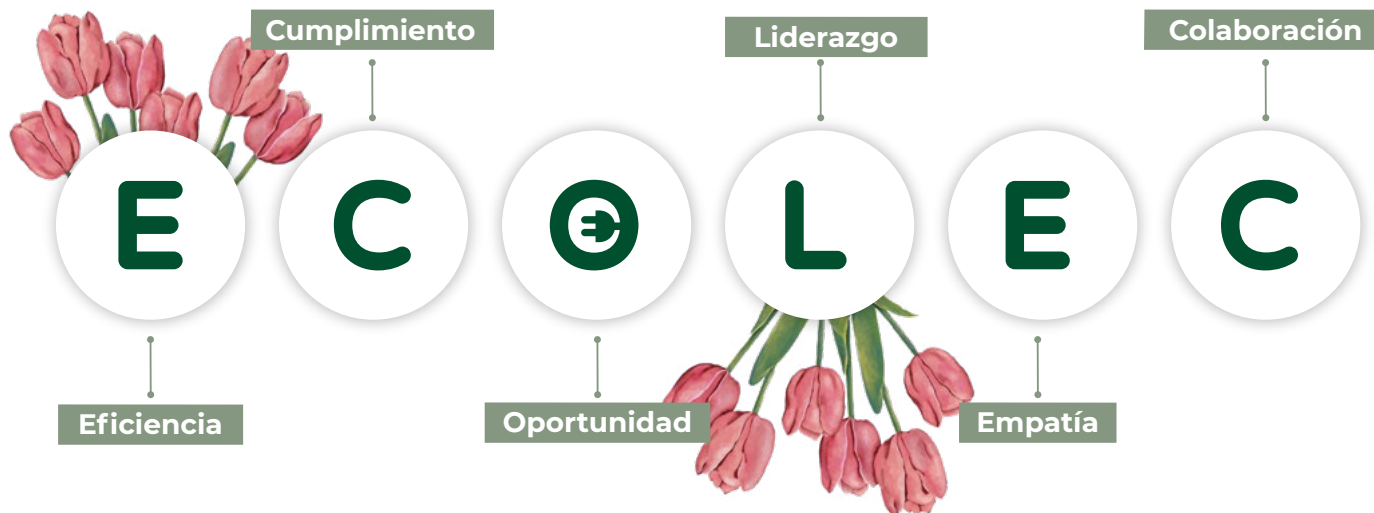 Cumplimiento
Liderazgo
Colaboración
E C O L E C
Eficiencia
Oportunidad
Empatía